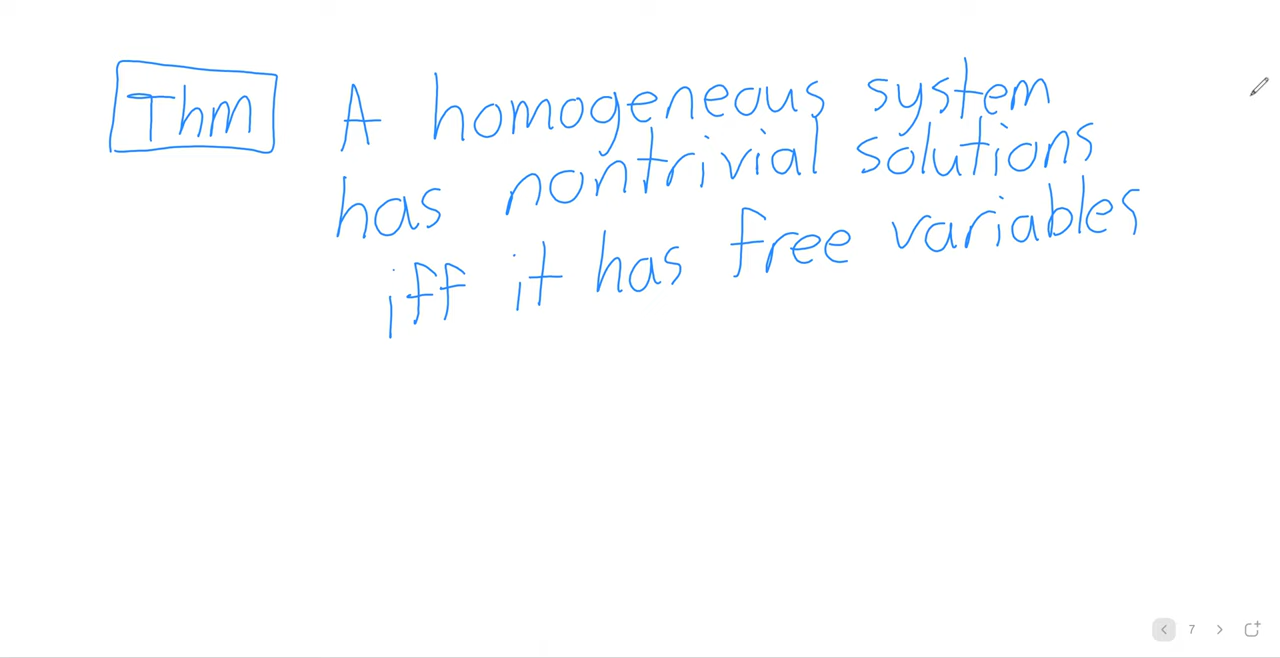 Thm A homogeneous system
has nontrivial solutions
iff it has free variables
7